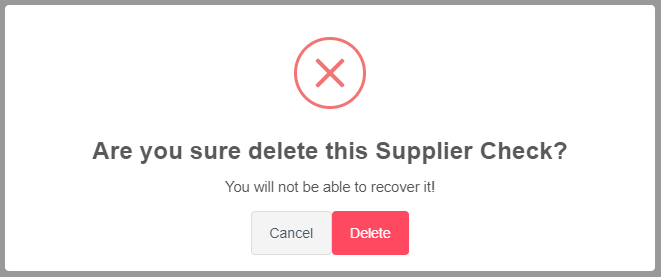 Are you sure delete this Supplier Check?
You will not be able to recover it!
Cancel Delete